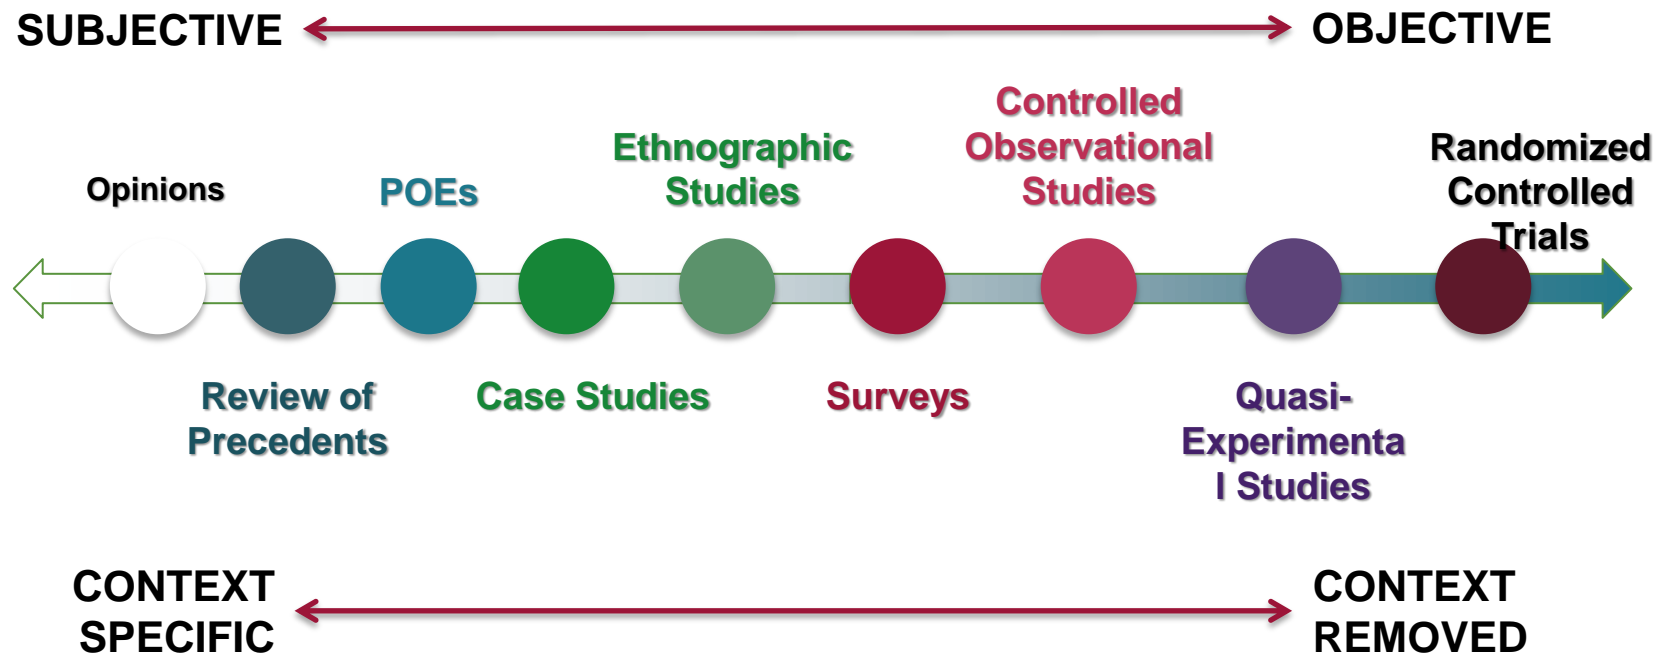 SUBJECTIVE
OBJECTIVE
Opinions
POEs
Ethnographic
Studies
Controlled
Observational
Studies
Randomized
Controlled
Trials
Review of
Precedents
Case Studies
Surveys
Quasi-
Experimenta
l Studies
CONTEXT
SPECIFIC
CONTEXT
REMOVED